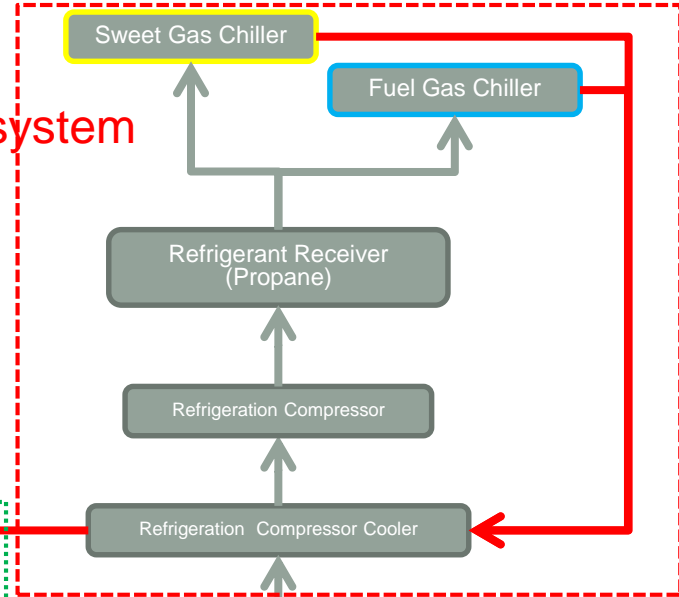 Sweet Gas Chiller
Fuel Gas Chiller
system
Refrigerant Receiver
(Propane)
Refrigeration Compressor
Refrigeration Compressor Cooler